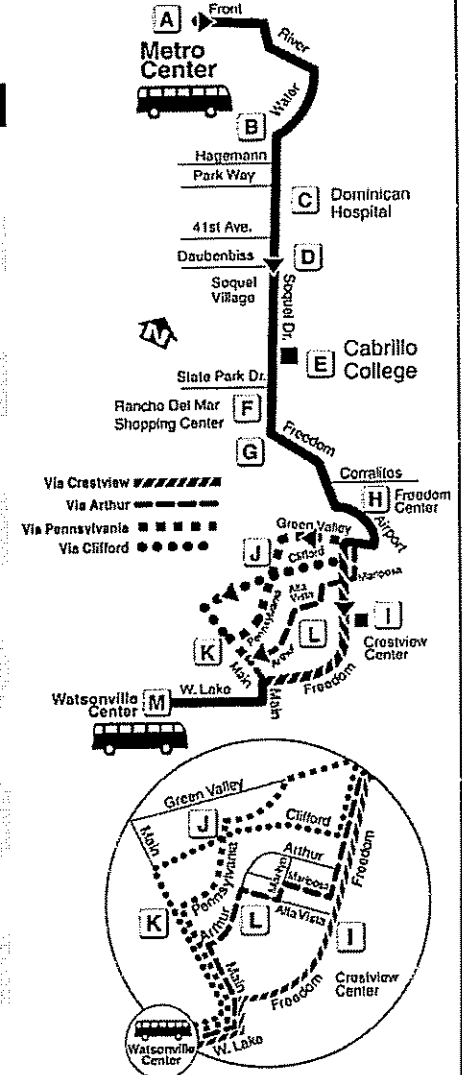 A
Front
River
Metro
Center
Water
B
Hagemann
Park Way
C
Dominican
Hospital
41st Ave.
Daubenbiss
D
Soquel
Village
Soquel Dr.
N
E
Cabrillo
College
State Park Dr.
Rancho Del Mar
Shopping Center
F
G
Freedom
Corralitos
H
Freedom
Center
Airport
Via Crestview
Via Arthur
Via Pennsylvania
Via Clifford
Green Valley
J
Clifford
Mariposa
Alta
Vista
Pennsylvania
I
K
L
Arthur
Crestview
Center
Main
Freedom
Main
W. Lake
Watsonville
Center
M
Green Valley
J
Clifford
Main
Arthur
Freedom
Pennsylvania
Marilyn
Mariposa
K
L
Alta Vista
I
Arthur
Main
Crestview
Center
Freedom
W. Lake
Watsonville
Center